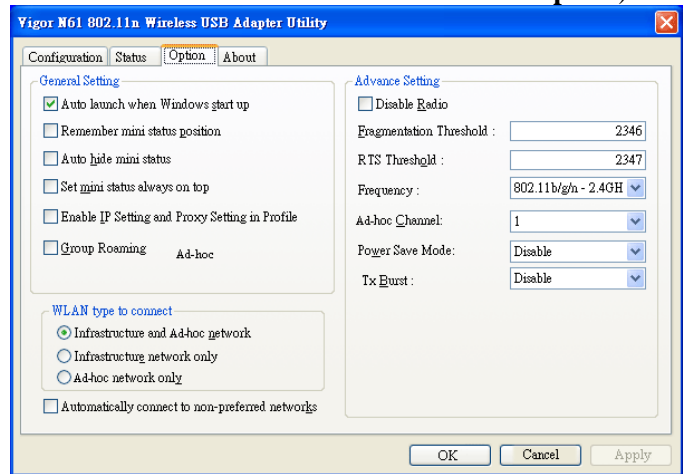 Vigor N61 802.11n Wireless USB Adapter Utility
Configuration Status Option About
General Setting
Auto launch when Windows start up
Remember mini status position
Auto hide mini status
Set mini status always on top
Enable IP Setting and Proxy Setting in Profile
Group Roaming Ad-hoc
WLAN type to connect
Infrastructure and Ad-hoc network
Infrastructure network only
Ad-hoc network only
Automatically connect to non-preferred networks
Advance Setting
Disable Radio
Fragmentation Threshold : 2346
RTS Threshold : 2347
Frequency : 802.11b/g/n - 2.4GH
Ad-hoc Channel: 1
Power Save Mode: Disable
Tx Burst : Disable
OK Cancel Apply